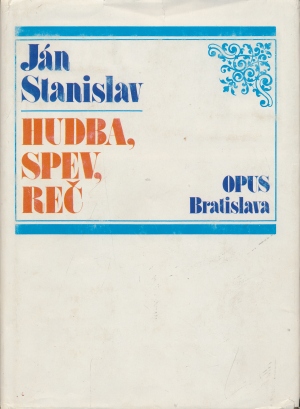 Ján
Stanislav
HUDBA,
SPEV,
REČ
OPUS
Bratislava